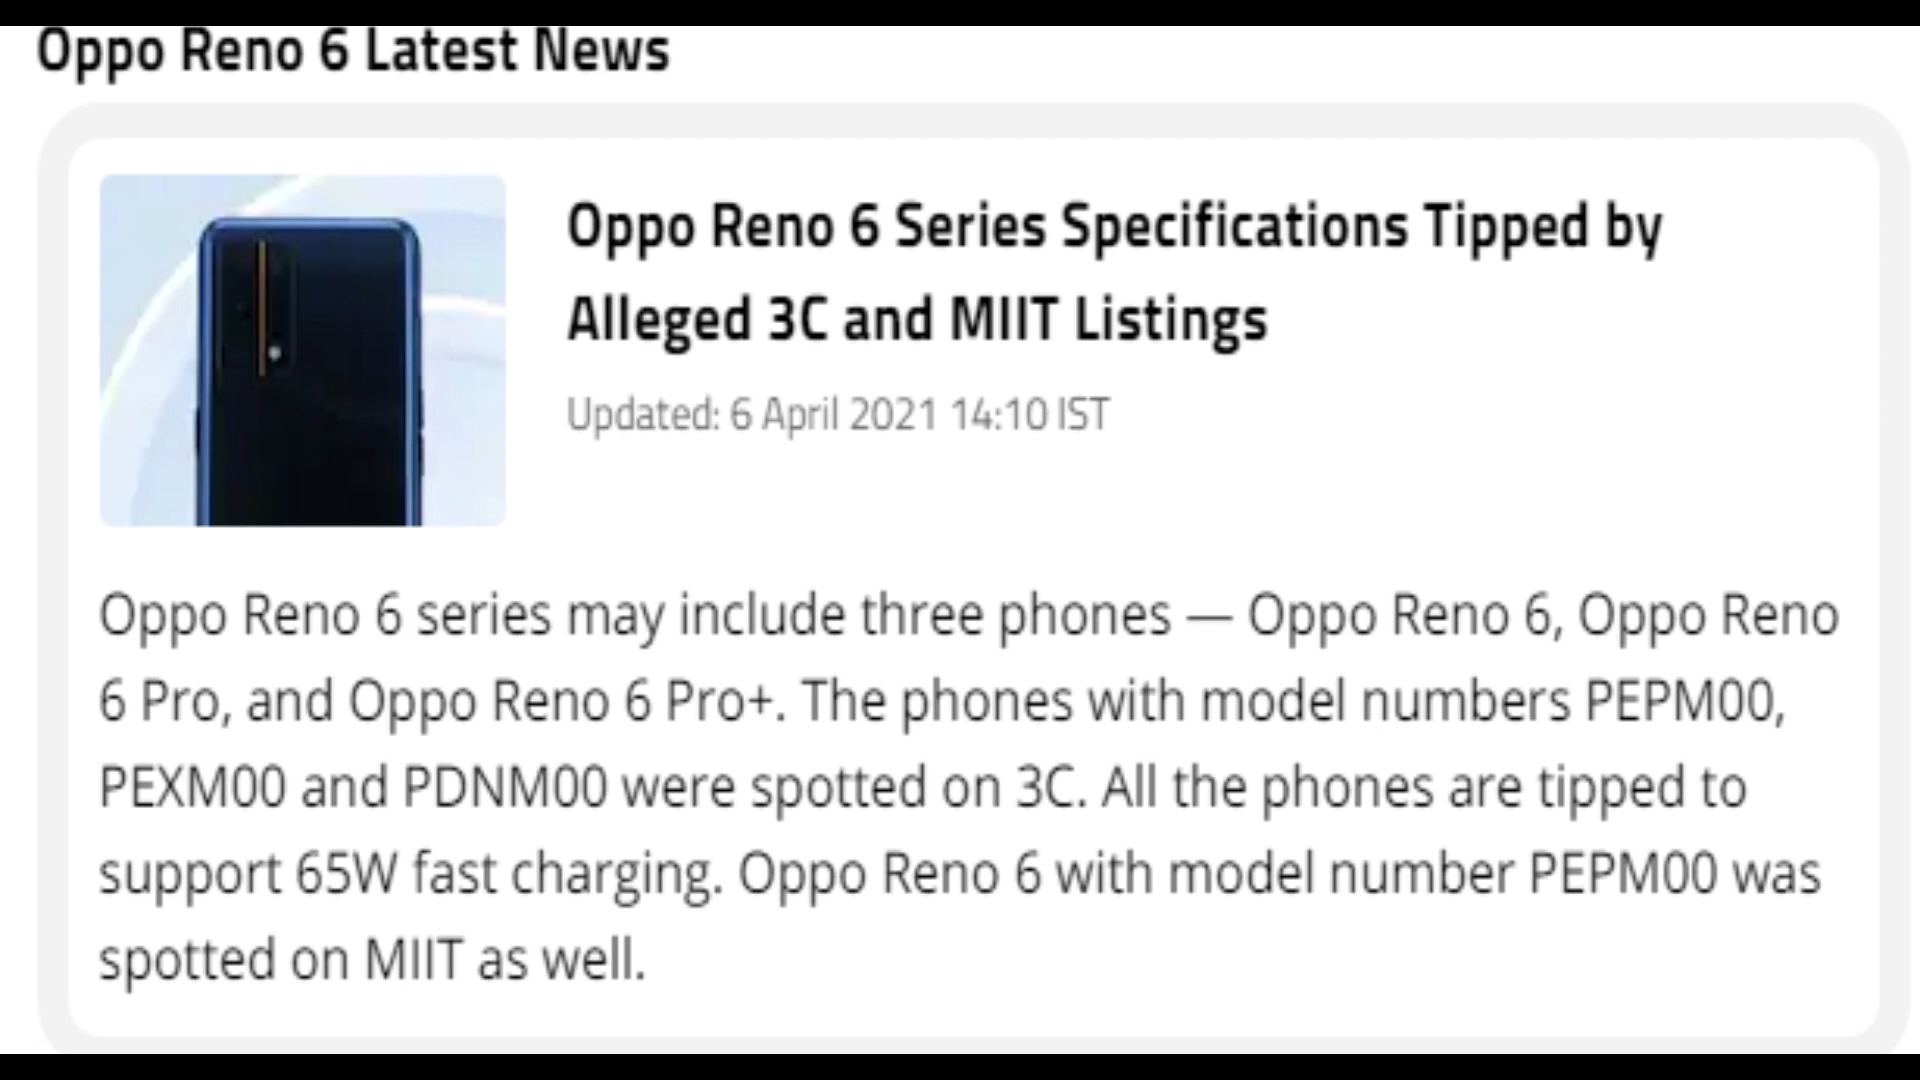 Oppo Reno 6 Latest News
Oppo Reno 6 Series Specifications Tipped by
Alleged 3C and MIIT Listings
Updated: 6 April 2021 14:10 IST
Oppo Reno 6 series may include three phones — Oppo Reno 6, Oppo Reno
6 Pro, and Oppo Reno 6 Pro+. The phones with model numbers PEPM00,
PEXM00 and PDNM00 were spotted on 3C. All the phones are tipped to
support 65W fast charging. Oppo Reno 6 with model number PEPM00 was
spotted on MIIT as well.